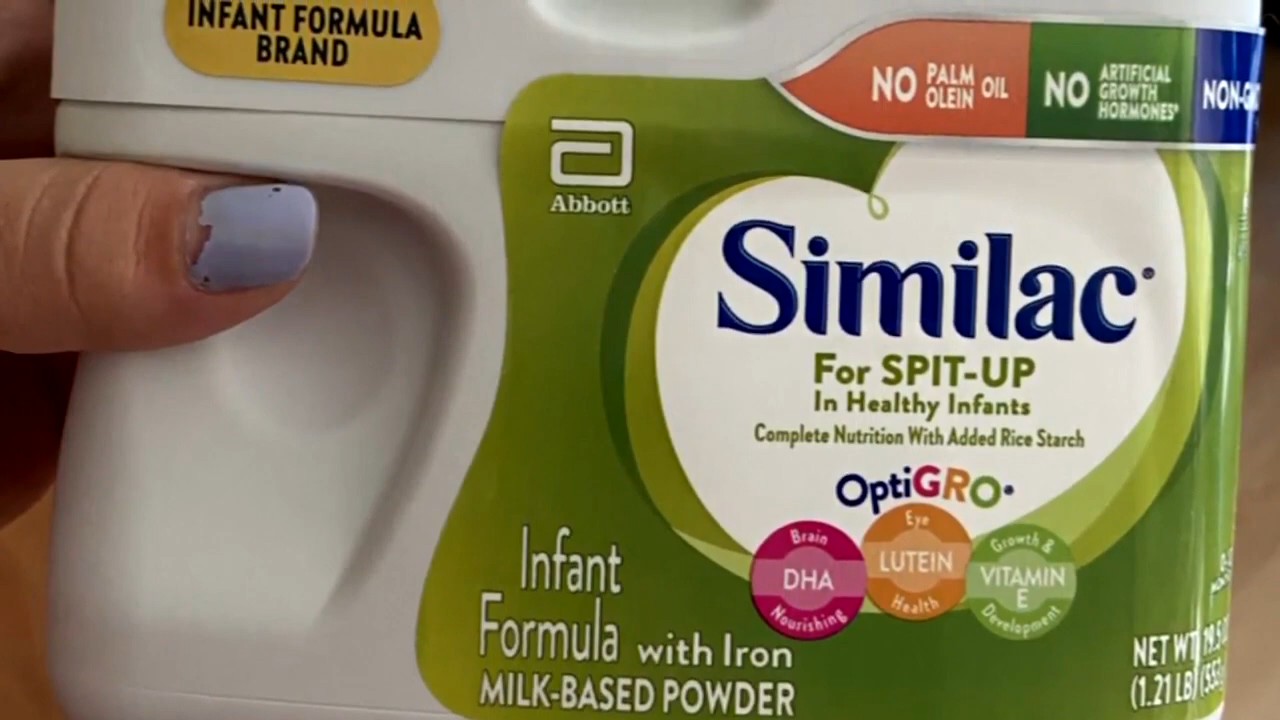 INFANT FORMULA
BRAND
NO PALM OLEIN OIL
NO ARTIFICIAL GROWTH HORMONES*
Abbott
Similac
For SPIT-UP
In Healthy Infants
Complete Nutrition With Added Rice Starch
OptiGRO
Brain
DHA
Nourishing
Eye
LUTEIN
Health
Growth &
VITAMIN
E
Development
Infant
Formula with Iron
MILK-BASED POWDER
NET WT
(1.21 LB)